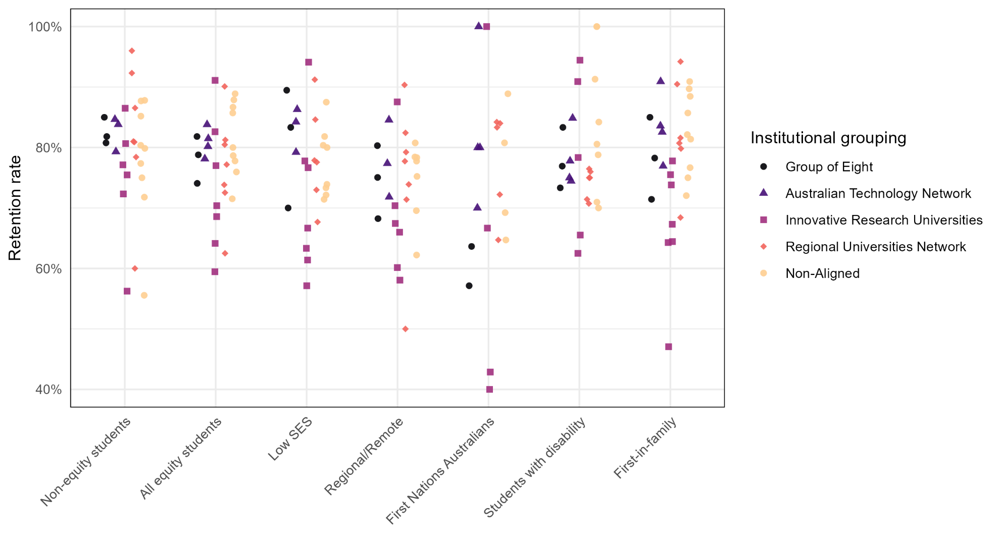 Retention rate
100%
80%
60%
40%
Non-equity students
All equity students
Low SES
Regional/Remote
First Nations Australians
Students with disability
First-in-family
Institutional grouping
Group of Eight
Australian Technology Network
Innovative Research Universities
Regional Universities Network
Non-Aligned